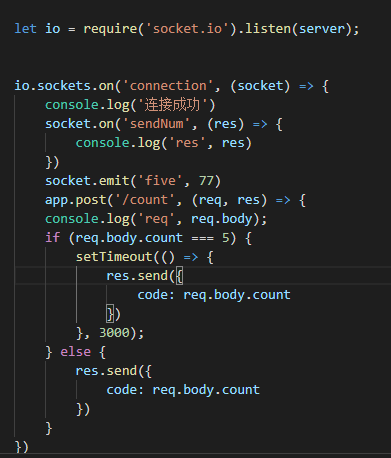 let io = require('socket.io').listen(server);
io.sockets.on('connection', (socket) => {
    console.log('连接成功')
    socket.on('sendNum', (res) => {
        console.log('res', res)
    })
    socket.emit('five', 77)
    app.post('/count', (req, res) => {
    console.log('req', req.body);
    if (req.body.count === 5) {
        setTimeout(() => {
            res.send({
                code: req.body.count
            })
        }, 3000);
    } else {
        res.send({
            code: req.body.count
        })
    }
})